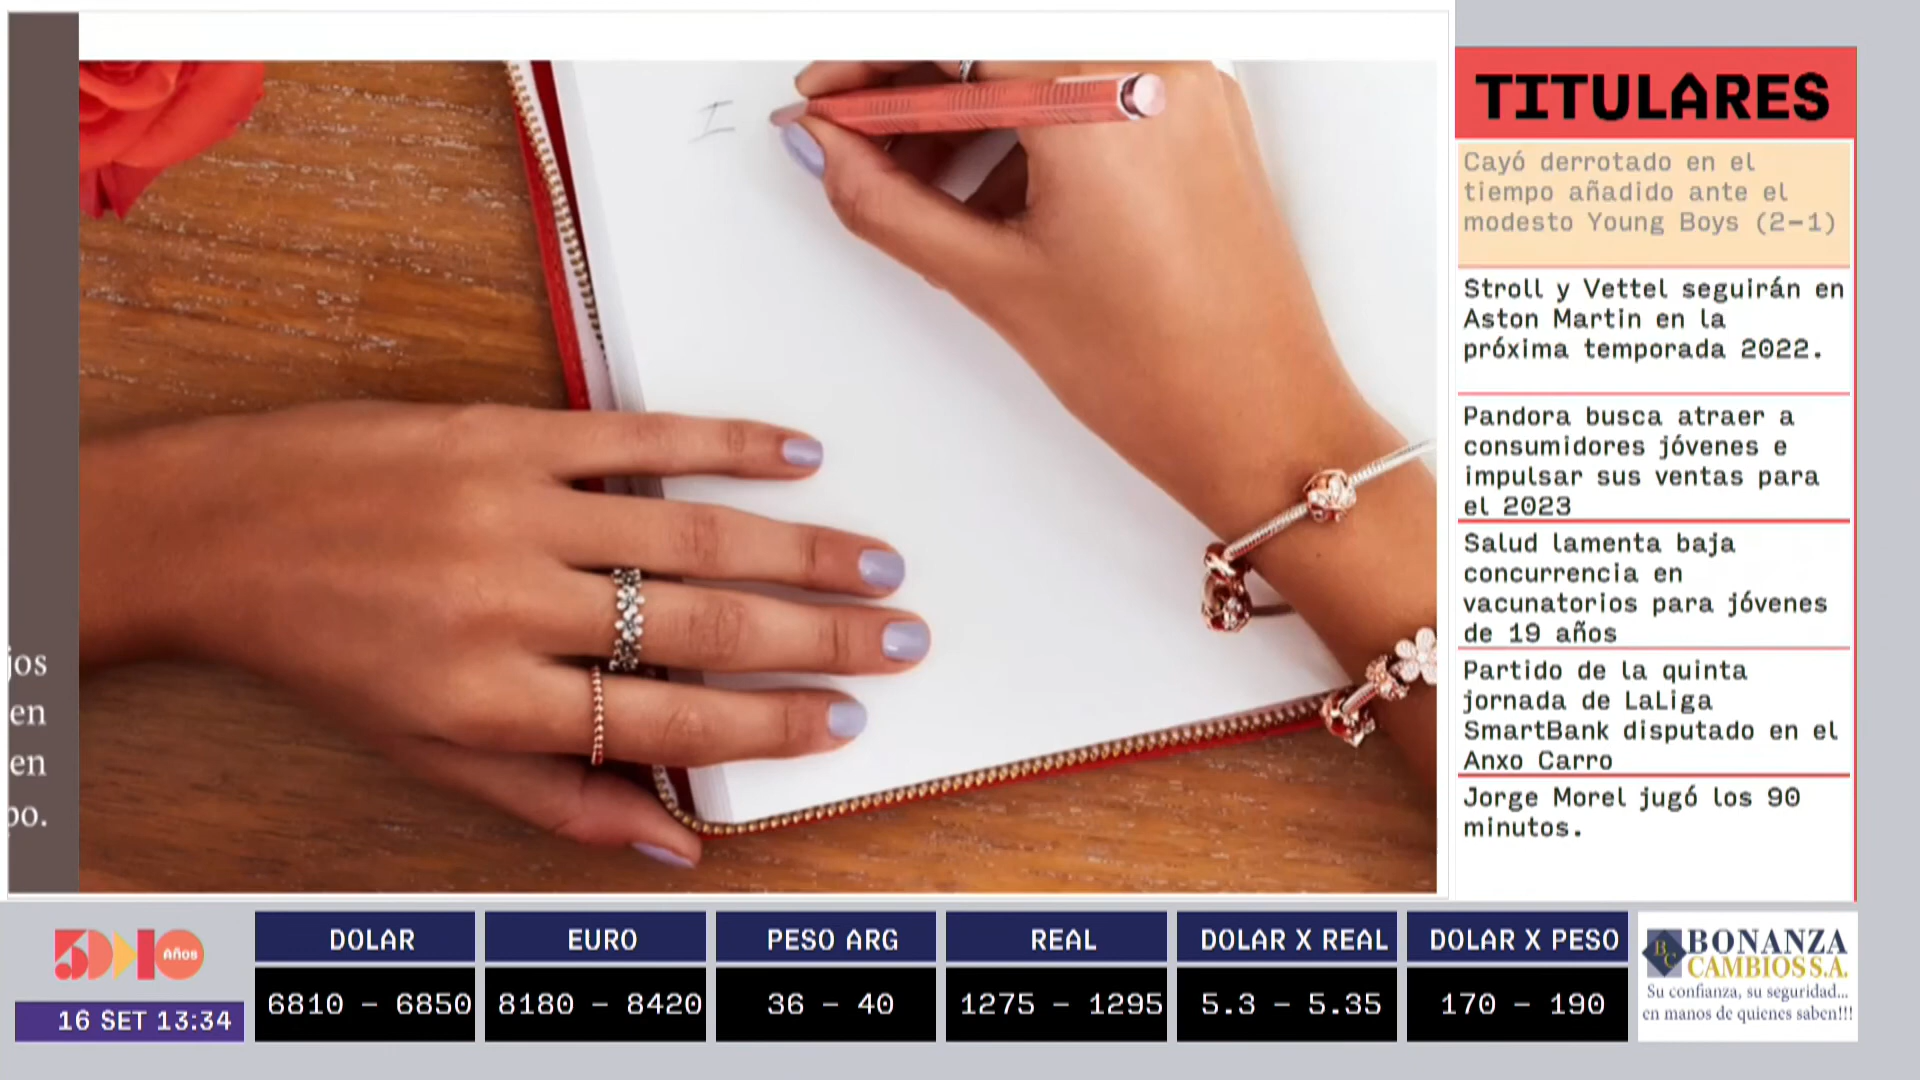 I
jos
en
en
po.
TITULARES
Cayó derrotado en el
tiempo añadido ante el
modesto Young Boys (2-1)
Stroll y Vettel seguirán en
Aston Martin en la
próxima temporada 2022.
Pandora busca atraer a
consumidores jóvenes e
impulsar sus ventas para
el 2023
Salud lamenta baja
concurrencia en
vacunatorios para jóvenes
de 19 años
Partido de la quinta
jornada de LaLiga
SmartBank disputado en el
Anxo Carro
Jorge Morel jugó los 90
minutos.
Años
16 SET 13:34
DOLAR
6810 - 6850
EURO
8180 - 8420
PESO ARG
36 - 40
REAL
1275 - 1295
DOLAR X REAL
5.3 - 5.35
DOLAR X PESO
170 - 190
BC
BONANZA
CAMBIOS S.A.
Su confianza, su seguridad...
en manos de quienes saben!!!